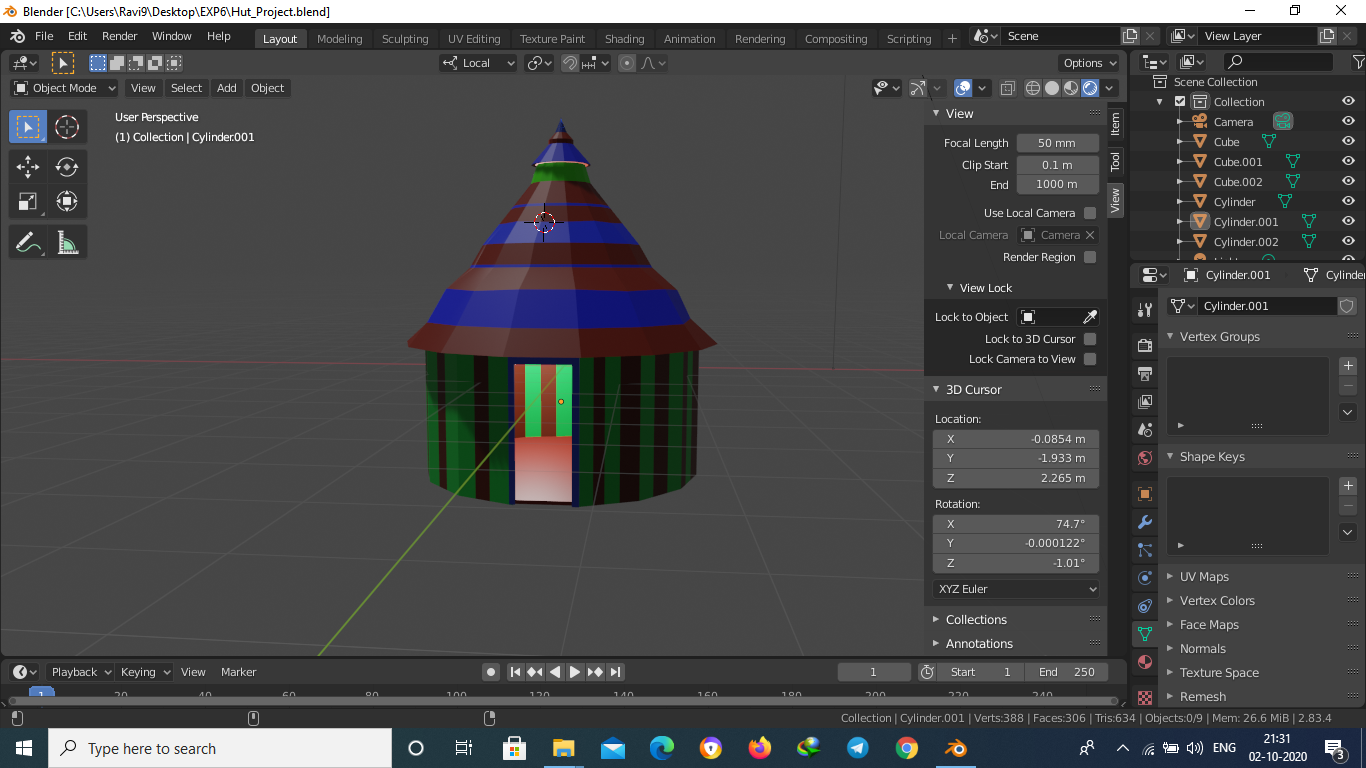 Blender [C:\Users\Ravi9\Desktop\EXP6\Hut_Project.blend]
File Edit Render Window Help Layout Modeling Sculpting UV Editing Texture Paint Shading Animation Rendering Compositing Scripting + Scene View Layer
Local Options
Object Mode View Select Add Object
User Perspective
(1) Collection | Cylinder.001
View
Focal Length 50 mm
Clip Start 0.1 m
End 1000 m
Use Local Camera
Local Camera Camera
Render Region
View Lock
Lock to Object
Lock to 3D Cursor
Lock Camera to View
3D Cursor
Location:
X -0.0854 m
Y -1.933 m
Z 2.265 m
Rotation:
X 74.7°
Y -0.000122°
Z -1.01°
XYZ Euler
Collections
Annotations
Item
Tool
View
Scene Collection
Collection
Camera
Cube
Cube.001
Cube.002
Cylinder
Cylinder.001
Cylinder.002
Cylinder.001
Cylinder.001
Vertex Groups
Shape Keys
UV Maps
Vertex Colors
Face Maps
Normals
Texture Space
Remesh
Playback Keying View Marker 1 Start 1 End 250
1 20 40 60 80 100 120 140 160 180 200 220 240
Collection | Cylinder.001 | Verts:388 | Faces:306 | Tris:634 | Objects:0/9 | Mem: 26.6 MiB | 2.83.4
Type here to search
ENG
21:31
02-10-2020
3